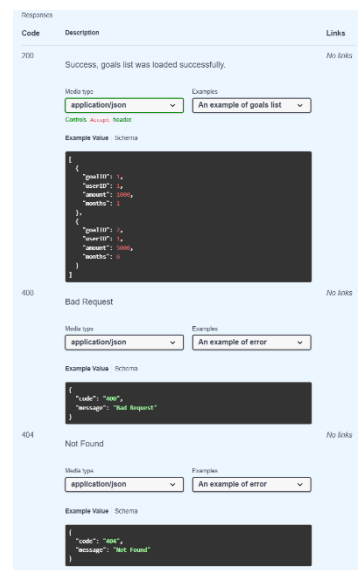 Responses
Code Description Links
200 Success, goals list was loaded successfully. No links
Media type Examples
application/json An example of goals list
Controls Accept header.
Example Value Schema
[
{
"goalID": 1,
"userID": 1,
"amount": 1000,
"months": 1
},
{
"goalID": 2,
"userID": 1,
"amount": 5000,
"months": 6
}
]
400 Bad Request No links
Media type Examples
application/json An example of error
Example Value Schema
{
"code": "400",
"message": "Bad Request"
}
404 Not Found No links
Media type Examples
application/json An example of error
Example Value Schema
{
"code": "404",
"message": "Not Found"
}